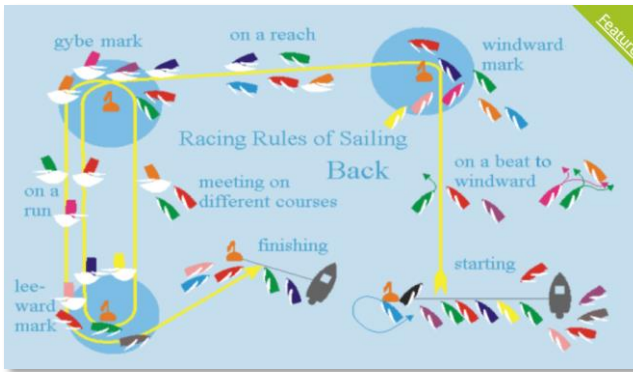 Feature
gybe mark
on a reach
windward
mark
Racing Rules of Sailing
Back
on a
run
meeting on
different courses
on a beat to
windward
finishing
starting
lee-
ward
mark